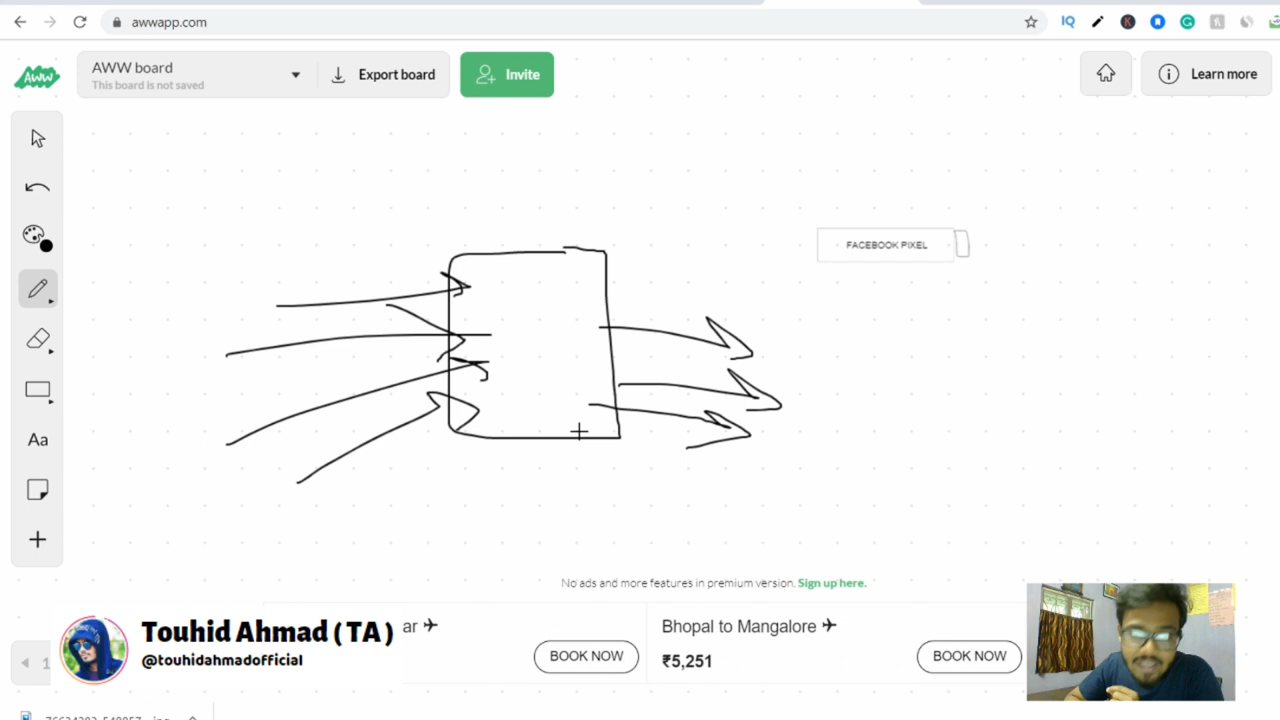 awwapp.com
IQ
AWW
AWW board
This board is not saved
Export board
Invite
Learn more
FACEBOOK PIXEL
Aa
No ads and more features in premium version. Sign up here.
Touhid Ahmad ( TA )
@touhidahmadofficial
ar
BOOK NOW
Bhopal to Mangalore
₹5,251
BOOK NOW
1